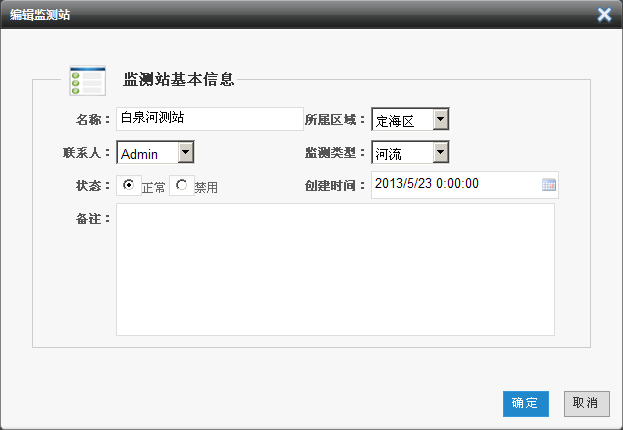 编辑监测站
监测站基本信息
名称： 白泉河测站 所属区域： 定海区
联系人： Admin 监测类型： 河流
状态： 正常 禁用 创建时间： 2013/5/23 0:00:00
备注：
确定 取消